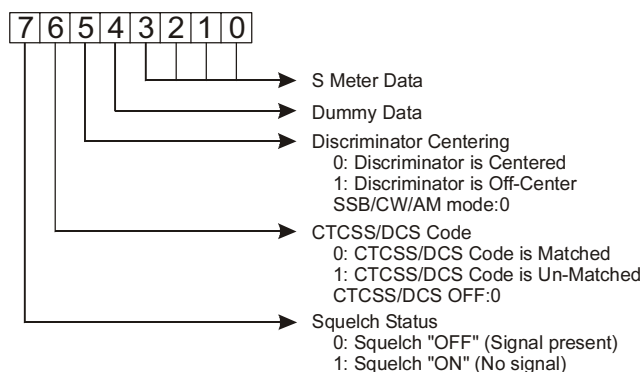 7 6 5 4 3 2 1 0
S Meter Data
Dummy Data
Discriminator Centering
0: Discriminator is Centered
1: Discriminator is Off-Center
SSB/CW/AM mode:0
CTCSS/DCS Code
0: CTCSS/DCS Code is Matched
1: CTCSS/DCS Code is Un-Matched
CTCSS/DCS OFF:0
Squelch Status
0: Squelch "OFF" (Signal present)
1: Squelch "ON" (No signal)